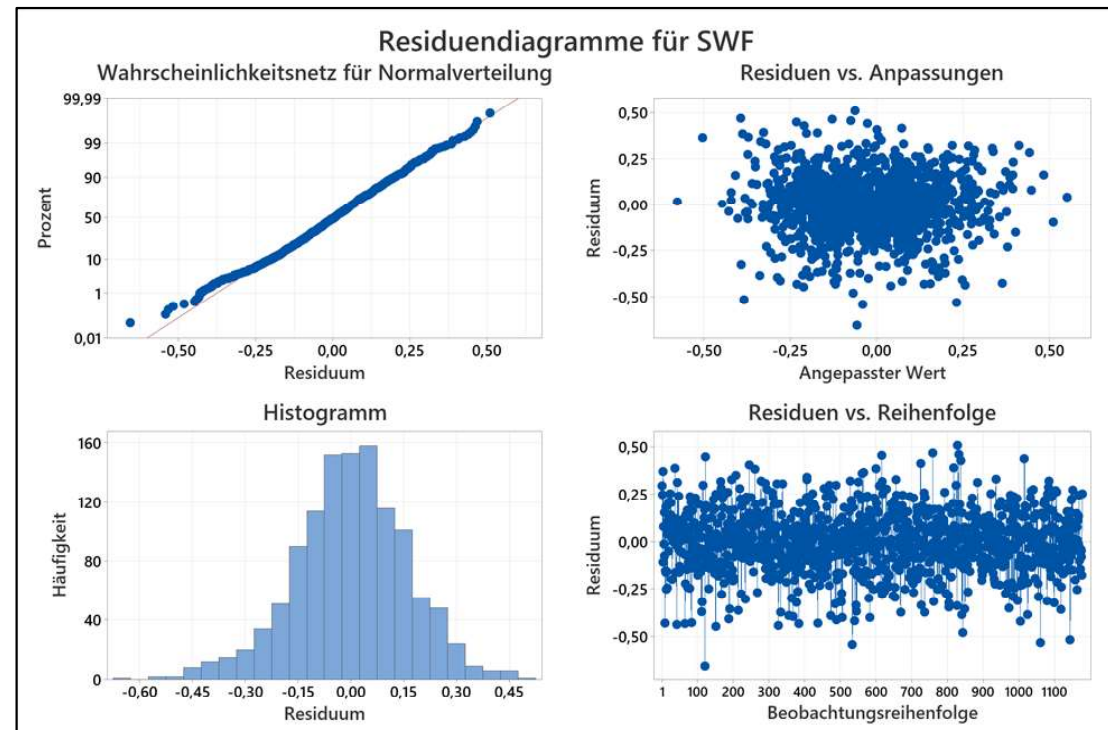 Residuendiagramme für SWF
Wahrscheinlichkeitsnetz für Normalverteilung
99,99
99
90
50
10
1
0,01
Prozent
-0,50 -0,25 0,00 0,25 0,50
Residuum
Residuen vs. Anpassungen
0,50
0,25
0,00
-0,25
-0,50
Residuum
-0,50 -0,25 0,00 0,25 0,50
Angepasster Wert
Histogramm
160
120
80
40
0
Häufigkeit
-0,60 -0,45 -0,30 -0,15 0,00 0,15 0,30 0,45
Residuum
Residuen vs. Reihenfolge
0,50
0,25
0,00
-0,25
-0,50
Residuum
1 100 200 300 400 500 600 700 800 900 1000 1100
Beobachtungsreihenfolge